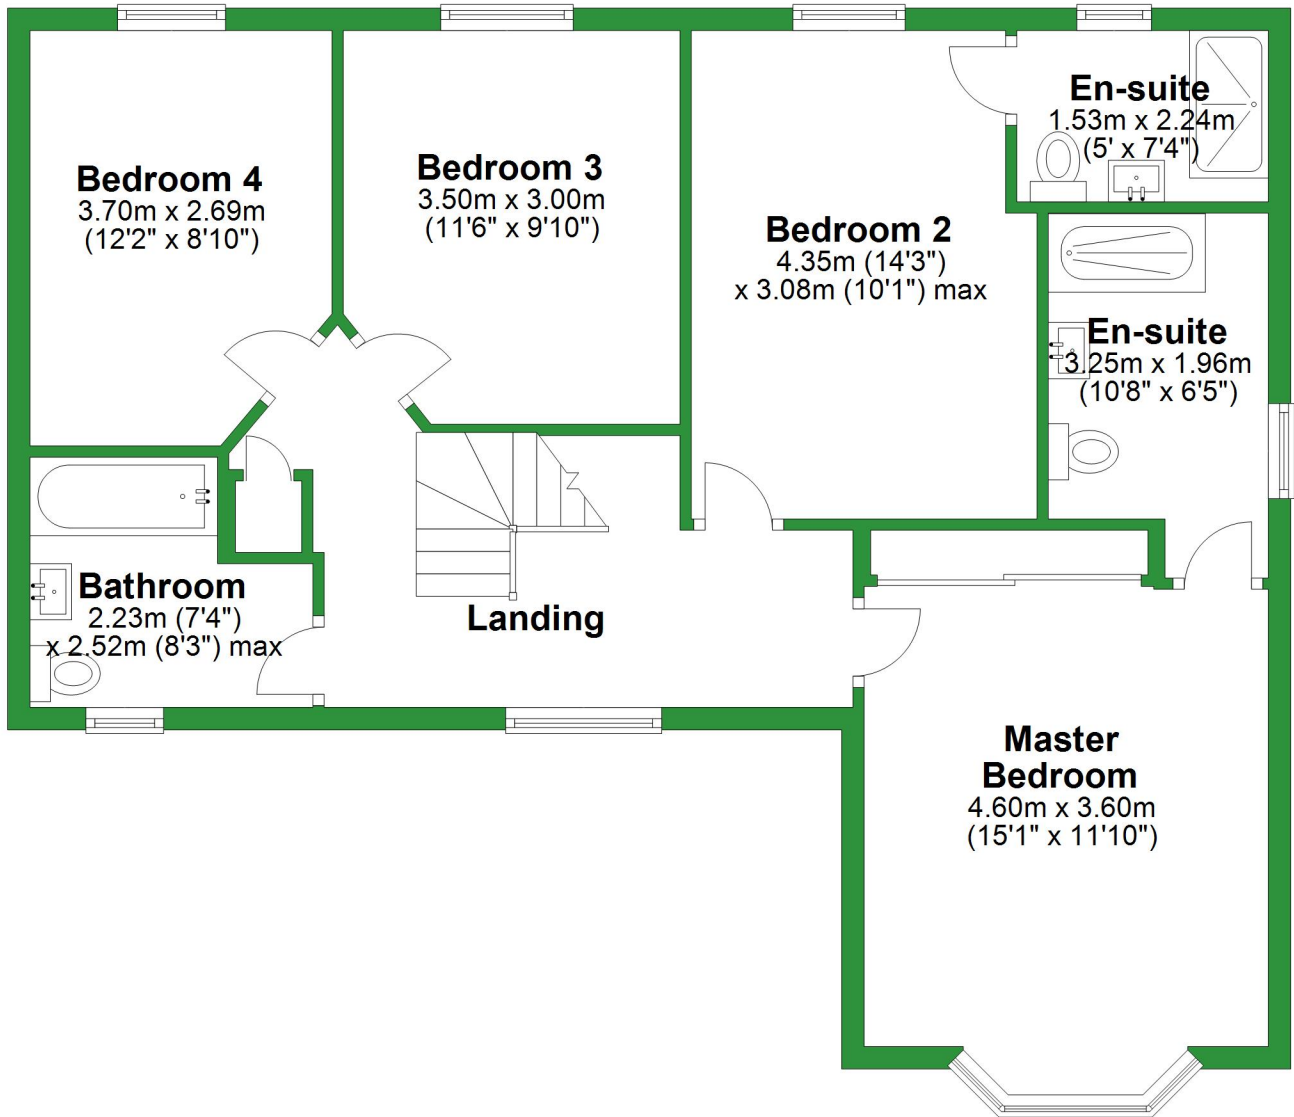 Bedroom 4
3.70m x 2.69m
(12'2" x 8'10")
Bedroom 3
3.50m x 3.00m
(11'6" x 9'10")
Bedroom 2
4.35m (14'3")
x 3.08m (10'1") max
En-suite
1.53m x 2.24m
(5' x 7'4")
En-suite
3.25m x 1.96m
(10'8" x 6'5")
Bathroom
2.23m (7'4")
x 2.52m (8'3") max
Landing
Master
Bedroom
4.60m x 3.60m
(15'1" x 11'10")